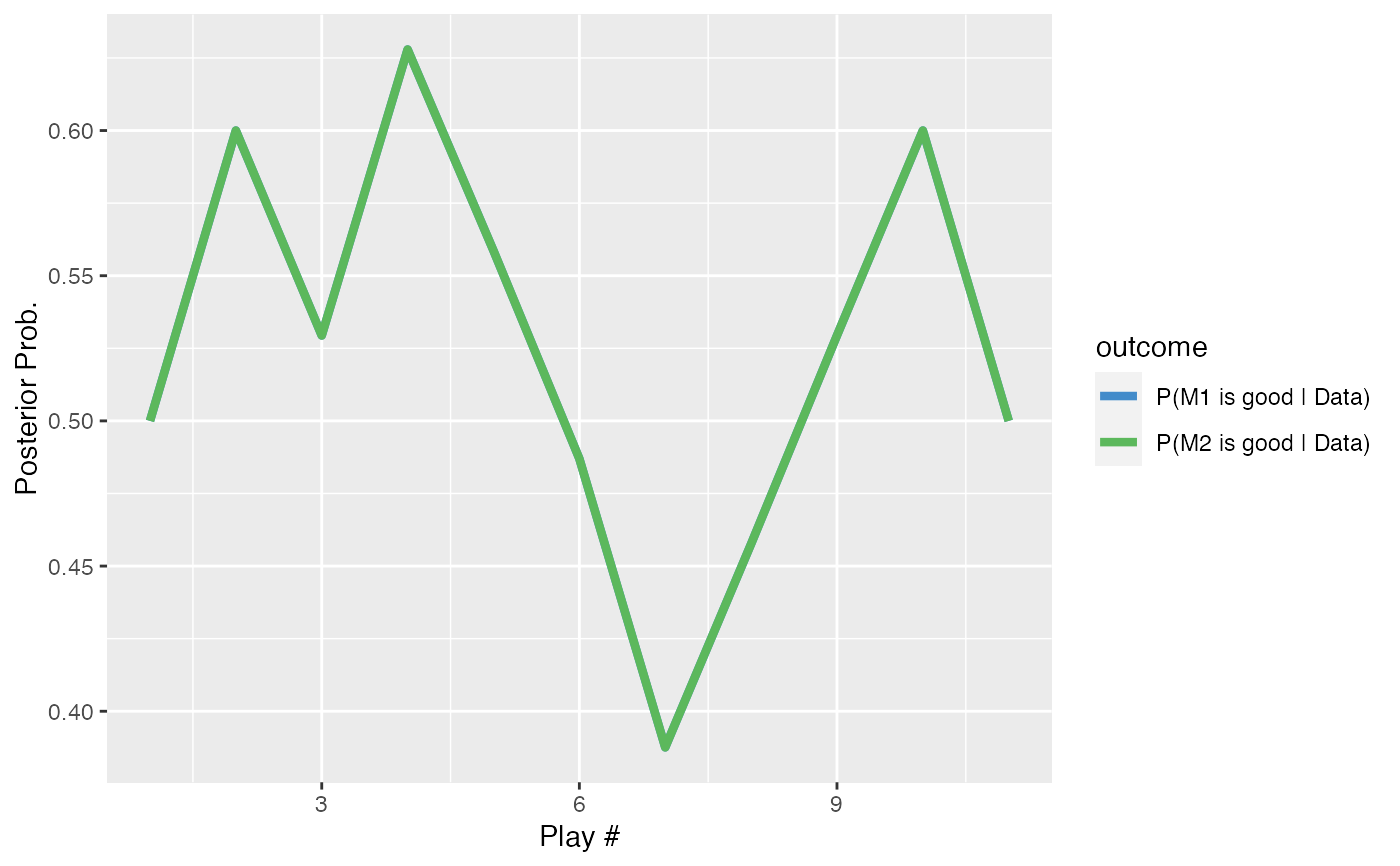 Posterior Prob.
0.60
0.55
0.50
0.45
0.40
3 6 9
Play #
outcome
P(M1 is good | Data)
P(M2 is good | Data)